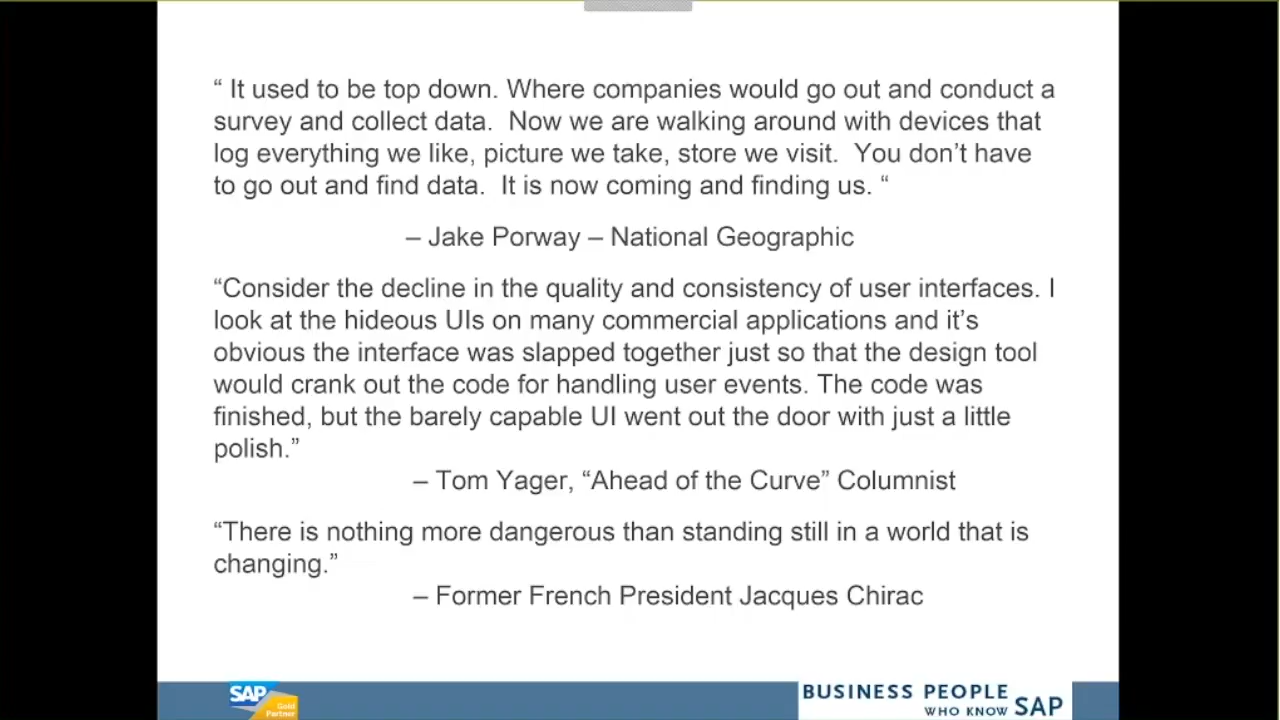 “ It used to be top down. Where companies would go out and conduct a
survey and collect data.  Now we are walking around with devices that
log everything we like, picture we take, store we visit.  You don’t have
to go out and find data.  It is now coming and finding us. “
– Jake Porway – National Geographic
“Consider the decline in the quality and consistency of user interfaces. I
look at the hideous UIs on many commercial applications and it’s
obvious the interface was slapped together just so that the design tool
would crank out the code for handling user events. The code was
finished, but the barely capable UI went out the door with just a little
polish.”
– Tom Yager, “Ahead of the Curve” Columnist
“There is nothing more dangerous than standing still in a world that is
changing.”
– Former French President Jacques Chirac
SAP
Gold
Partner
BUSINESS PEOPLE
WHO KNOW SAP